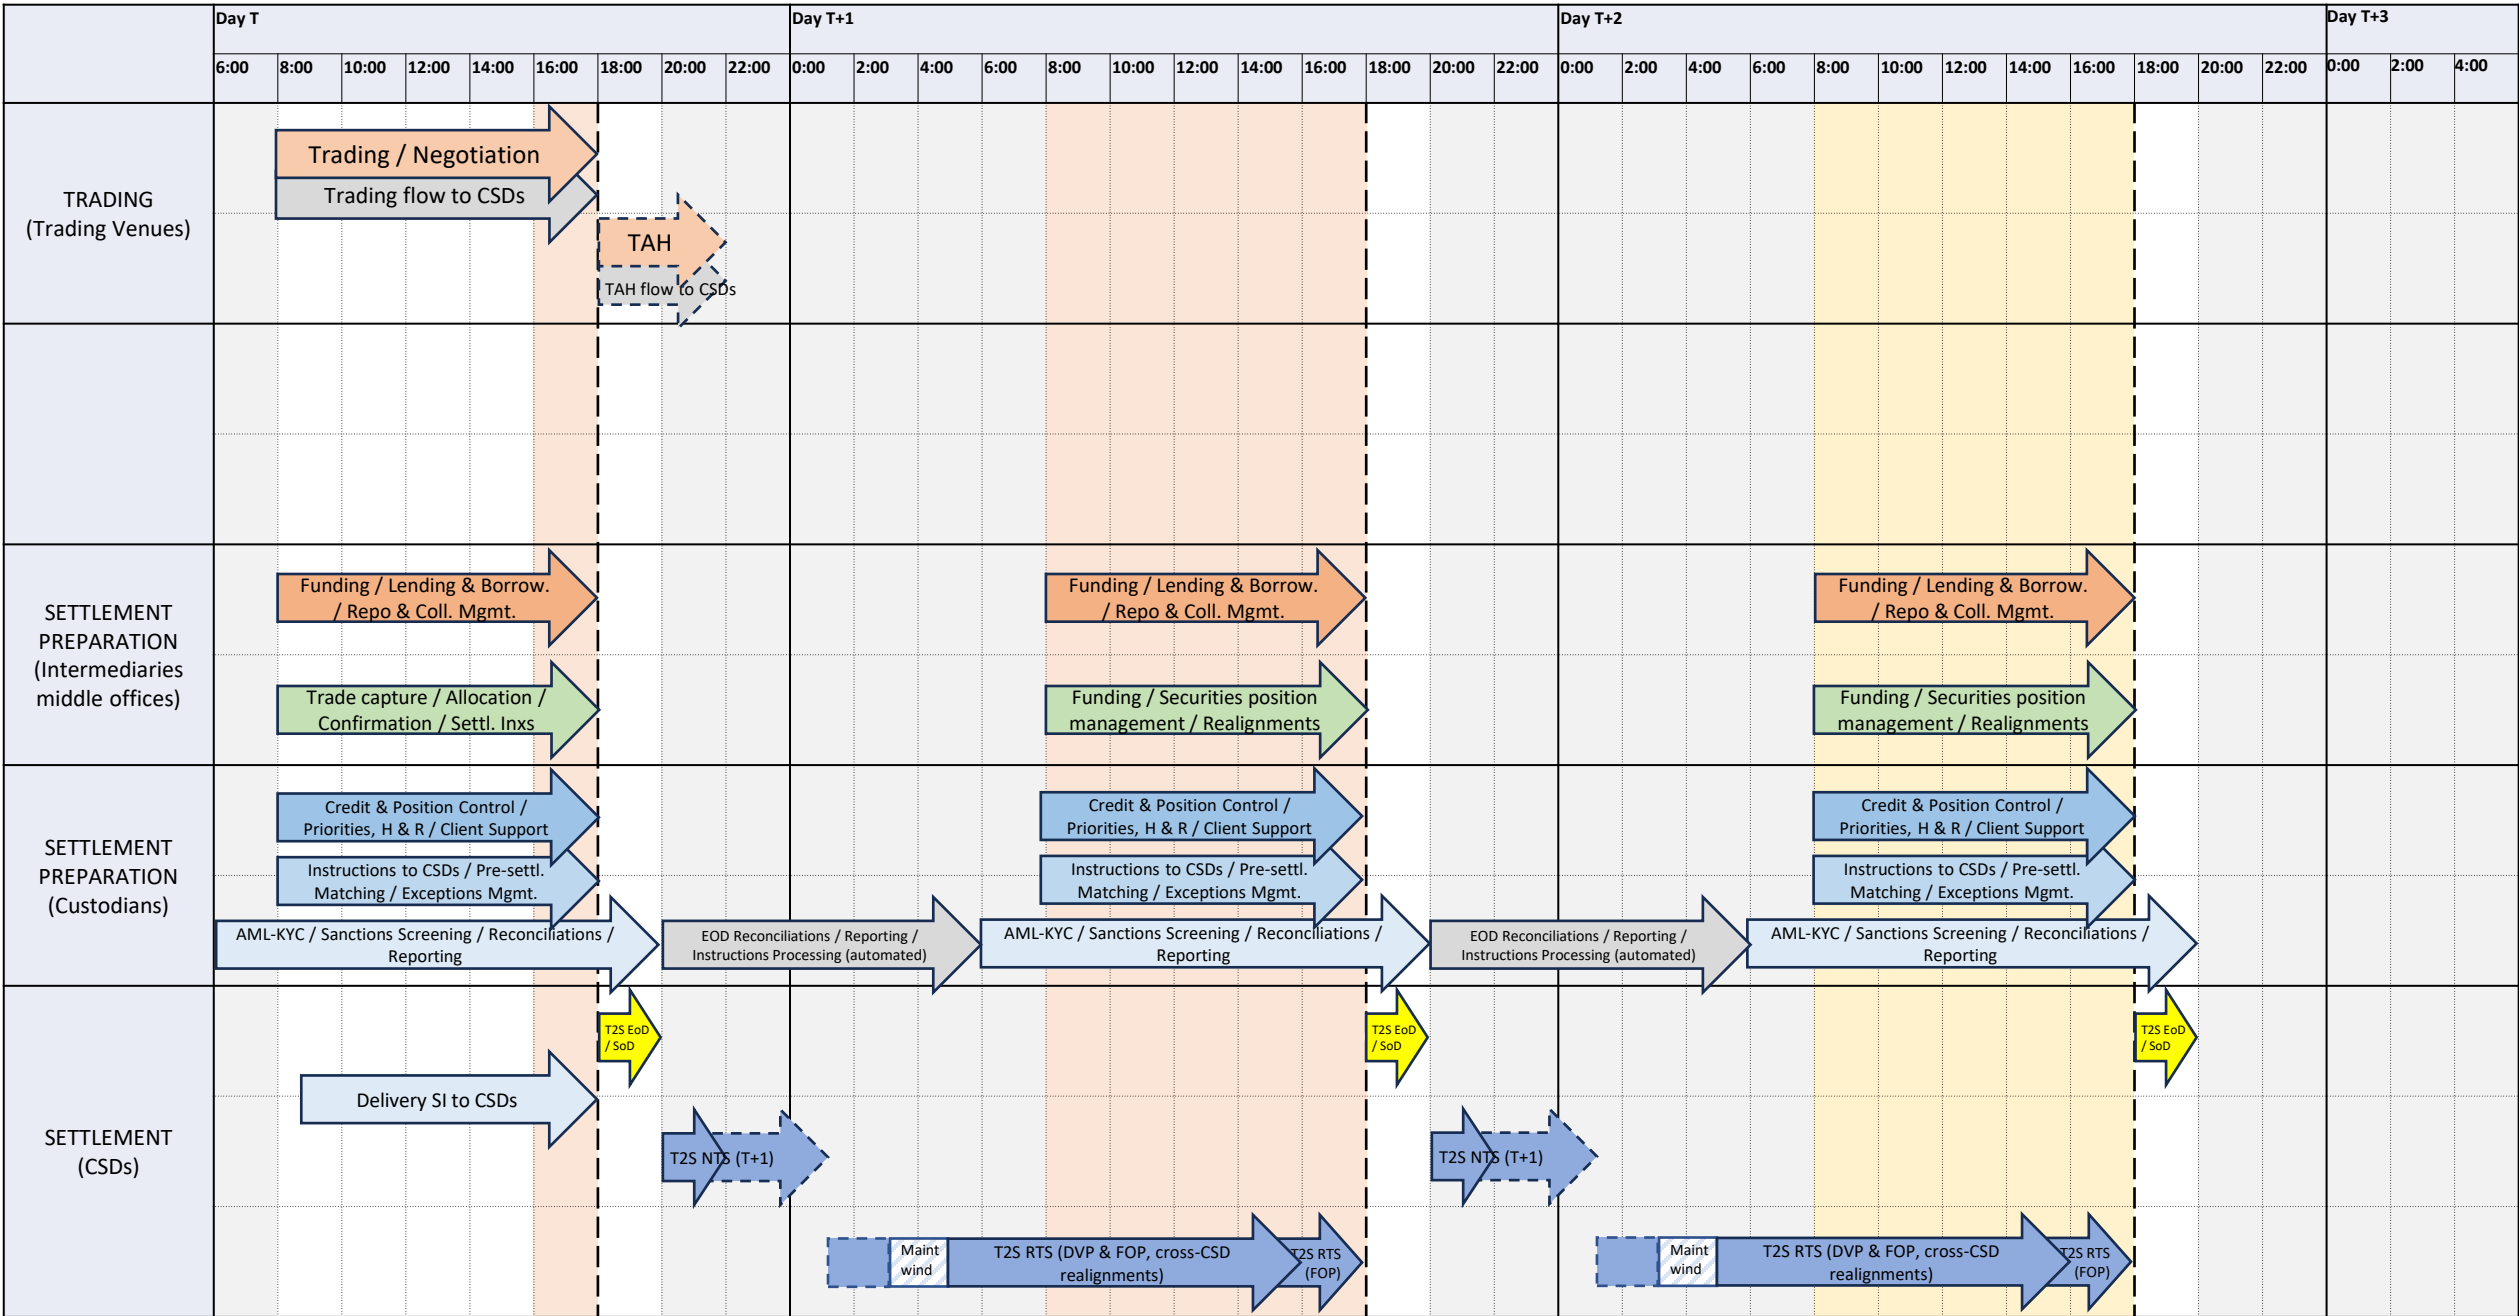 Day T
Day T+1
Day T+2
Day T+3
6:00 8:00 10:00 12:00 14:00 16:00 18:00 20:00 22:00 0:00 2:00 4:00 6:00 8:00 10:00 12:00 14:00 16:00 18:00 20:00 22:00 0:00 2:00 4:00 6:00 8:00 10:00 12:00 14:00 16:00 18:00 20:00 22:00 0:00 2:00 4:00
TRADING
(Trading Venues)
Trading / Negotiation
Trading flow to CSDs
TAH
TAH flow to CSDs
SETTLEMENT
PREPARATION
(Intermediaries
middle offices)
Funding / Lending & Borrow.
/ Repo & Coll. Mgmt.
Funding / Lending & Borrow.
/ Repo & Coll. Mgmt.
Funding / Lending & Borrow.
/ Repo & Coll. Mgmt.
Trade capture / Allocation /
Confirmation / Settl. Inxs
Funding / Securities position
management / Realignments
Funding / Securities position
management / Realignments
SETTLEMENT
PREPARATION
(Custodians)
Credit & Position Control /
Priorities, H & R / Client Support
Credit & Position Control /
Priorities, H & R / Client Support
Credit & Position Control /
Priorities, H & R / Client Support
Instructions to CSDs / Pre-settl.
Matching / Exceptions Mgmt.
Instructions to CSDs / Pre-settl.
Matching / Exceptions Mgmt.
Instructions to CSDs / Pre-settl.
Matching / Exceptions Mgmt.
AML-KYC / Sanctions Screening / Reconciliations /
Reporting
EOD Reconciliations / Reporting /
Instructions Processing (automated)
AML-KYC / Sanctions Screening / Reconciliations /
Reporting
EOD Reconciliations / Reporting /
Instructions Processing (automated)
AML-KYC / Sanctions Screening / Reconciliations /
Reporting
SETTLEMENT
(CSDs)
T2S EoD
/ SoD
T2S EoD
/ SoD
T2S EoD
/ SoD
Delivery SI to CSDs
T2S NTS (T+1)
T2S NTS (T+1)
Maint
wind
T2S RTS (DVP & FOP, cross-CSD
realignments)
T2S RTS
(FOP)
Maint
wind
T2S RTS (DVP & FOP, cross-CSD
realignments)
T2S RTS
(FOP)